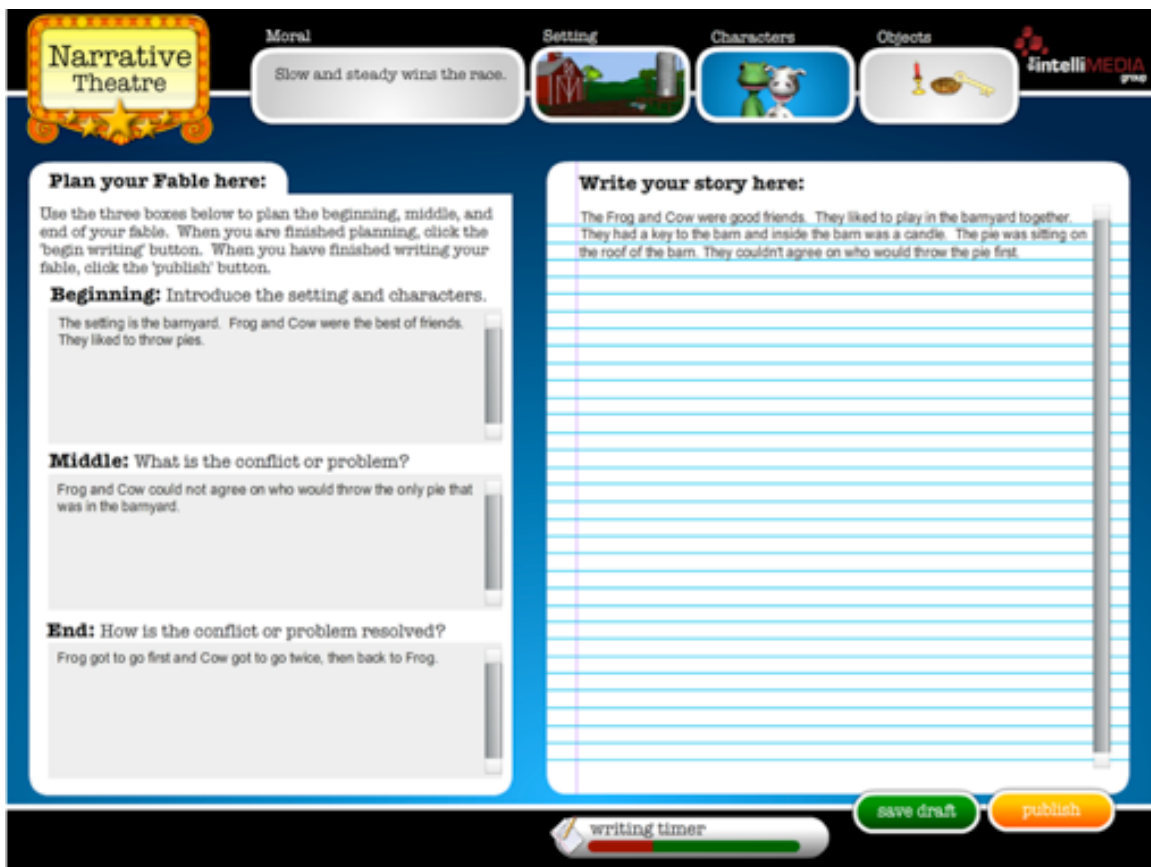 Narrative
Theatre
Moral
Slow and steady wins the race.
Setting
Characters
Objects
intelliMEDIA
group
Plan your Fable here:
Use the three boxes below to plan the beginning, middle, and
end of your fable. When you are finished planning, click the
'begin writing' button. When you have finished writing your
fable, click the 'publish' button.
Beginning: Introduce the setting and characters.
The setting is the barnyard. Frog and Cow were the best of friends.
They liked to throw pies.
Middle: What is the conflict or problem?
Frog and Cow could not agree on who would throw the only pie that
was in the barnyard.
End: How is the conflict or problem resolved?
Frog got to go first and Cow got to go twice, then back to Frog.
Write your story here:
The Frog and Cow were good friends. They liked to play in the barnyard together.
They had a key to the barn and inside the barn was a candle. The pie was sitting on
the roof of the barn. They couldn't agree on who would throw the pie first.
save draft
publish
writing timer